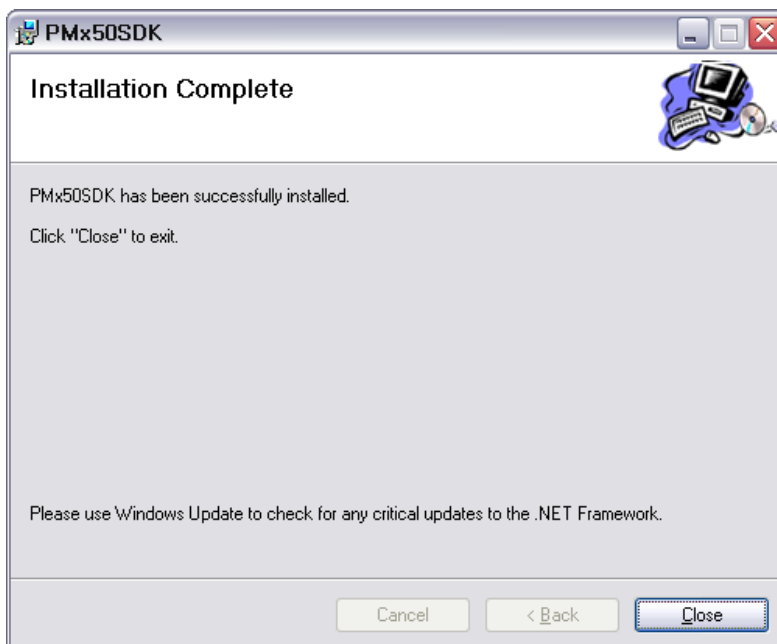 PMx50SDK
Installation Complete
PMx50SDK has been successfully installed.
Click "Close" to exit.
Please use Windows Update to check for any critical updates to the .NET Framework.
Cancel
< Back
Close